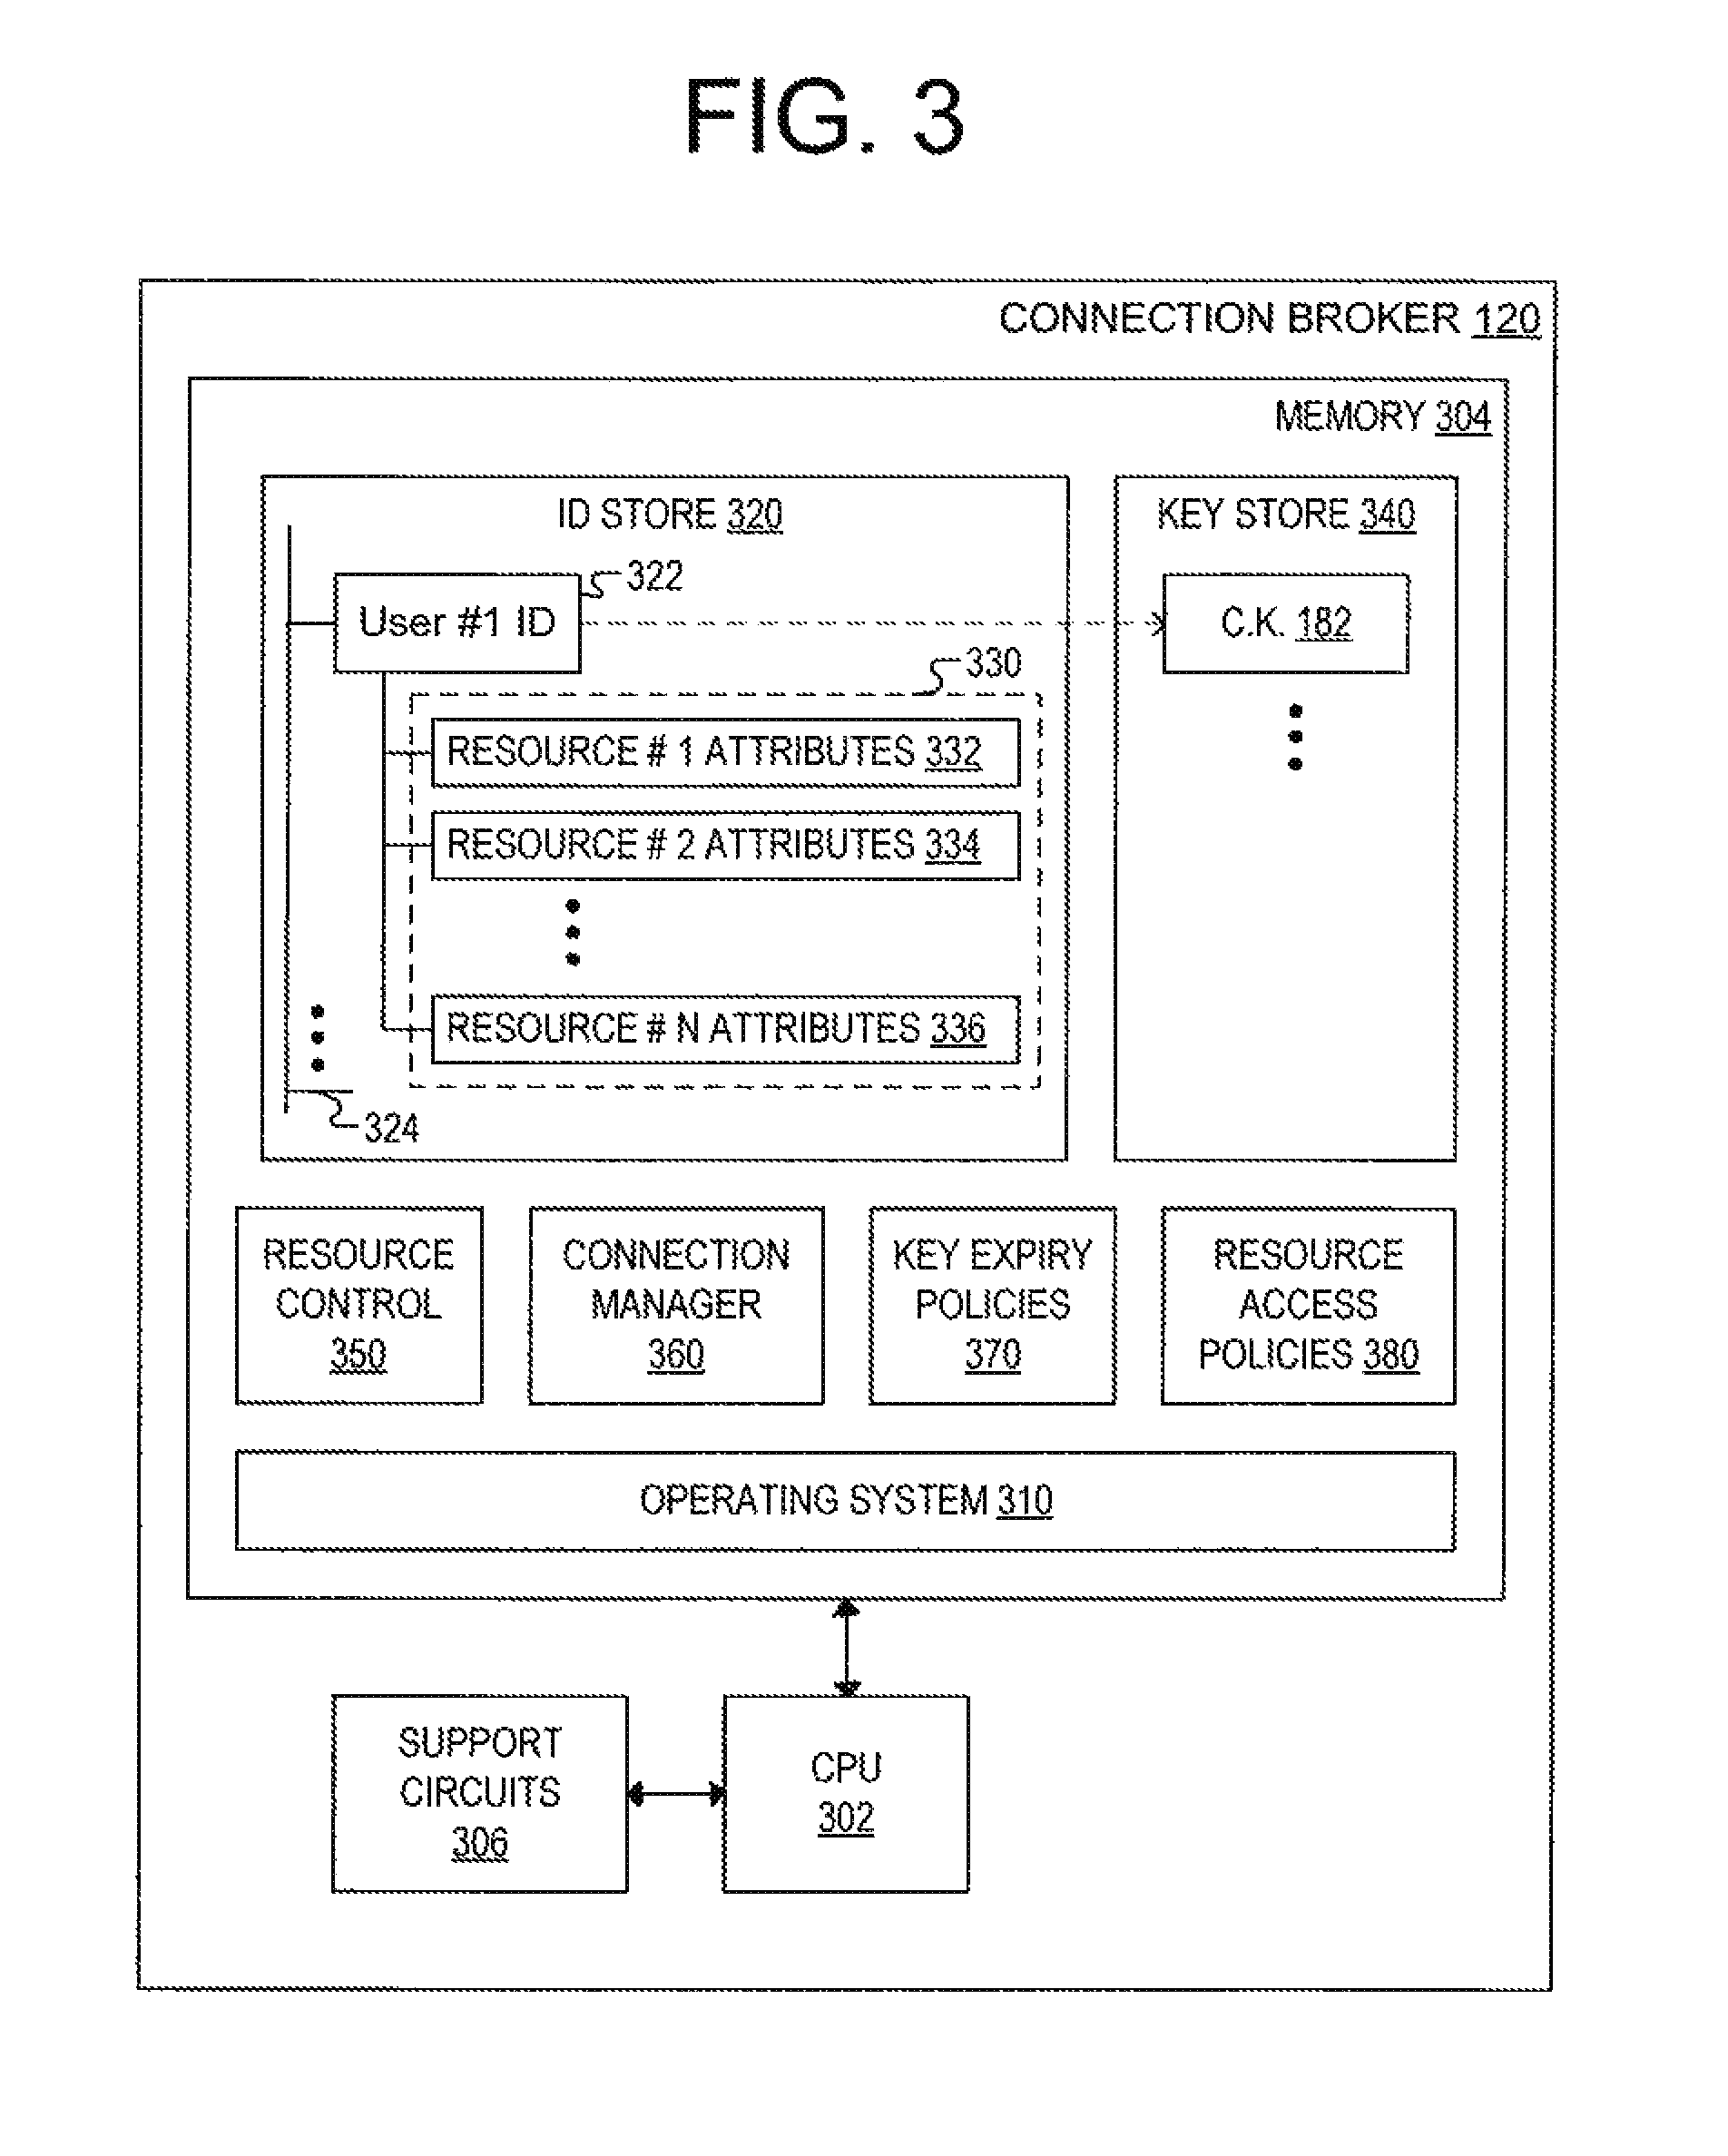 FIG. 3
CONNECTION BROKER 120
MEMORY 304
ID STORE 320
KEY STORE 340
322
User #1 ID
C.K. 182
330
RESOURCE # 1 ATTRIBUTES 332
RESOURCE # 2 ATTRIBUTES 334
RESOURCE # N ATTRIBUTES 336
324
RESOURCE
CONTROL
350
CONNECTION
MANAGER
360
KEY EXPIRY
POLICIES
370
RESOURCE
ACCESS
POLICIES 380
OPERATING SYSTEM 310
SUPPORT
CIRCUITS
306
CPU
302